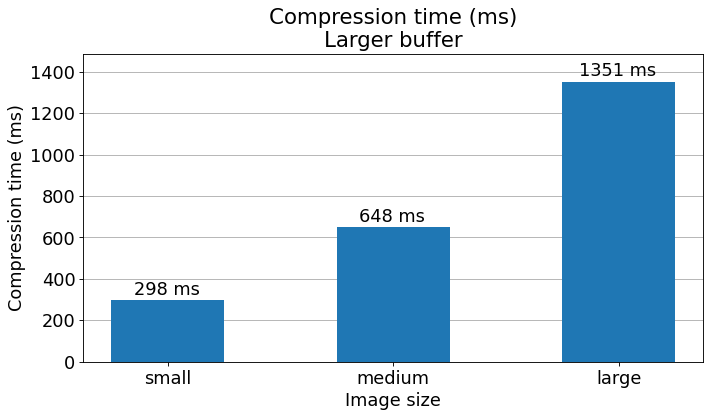 Compression time (ms)
Larger buffer
Compression time (ms)
1400
1200
1000
800
600
400
200
0
298 ms
648 ms
1351 ms
small
medium
large
Image size